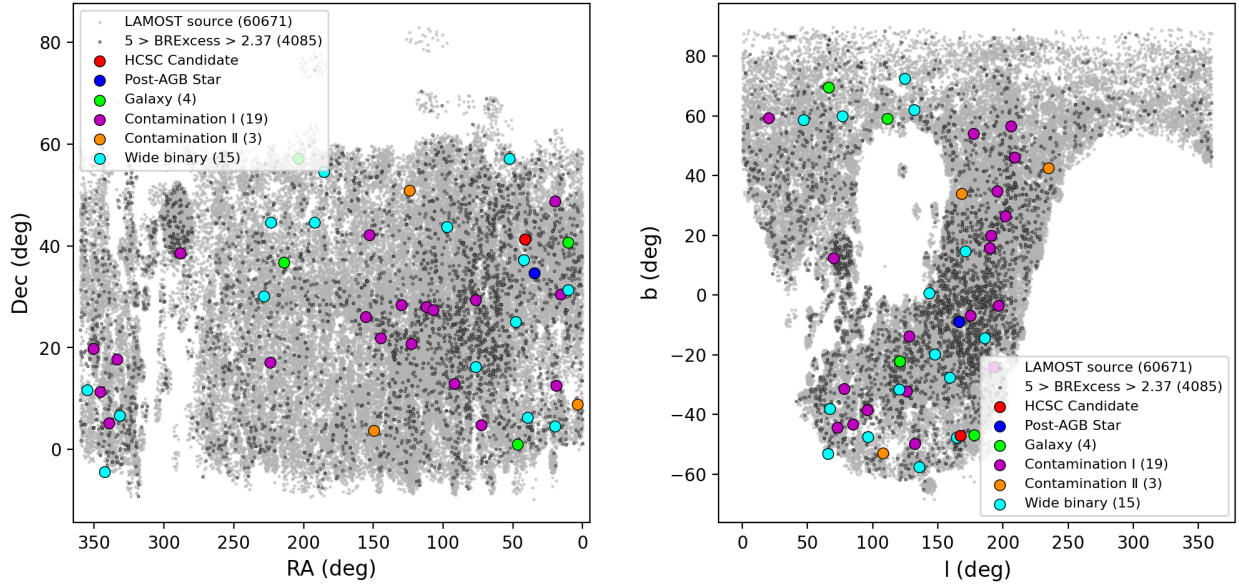 LAMOST source (60671)
5 > BRExcess > 2.37 (4085)
HCSC Candidate
Post-AGB Star
Galaxy (4)
Contamination Ⅰ (19)
Contamination Ⅱ (3)
Wide binary (15)
80
60
40
20
0
Dec (deg)
350 300 250 200 150 100 50 0
RA (deg)
80
60
40
20
0
−20
−40
−60
b (deg)
LAMOST source (60671)
5 > BRExcess > 2.37 (4085)
HCSC Candidate
Post-AGB Star
Galaxy (4)
Contamination Ⅰ (19)
Contamination Ⅱ (3)
Wide binary (15)
0 50 100 150 200 250 300 350
l (deg)